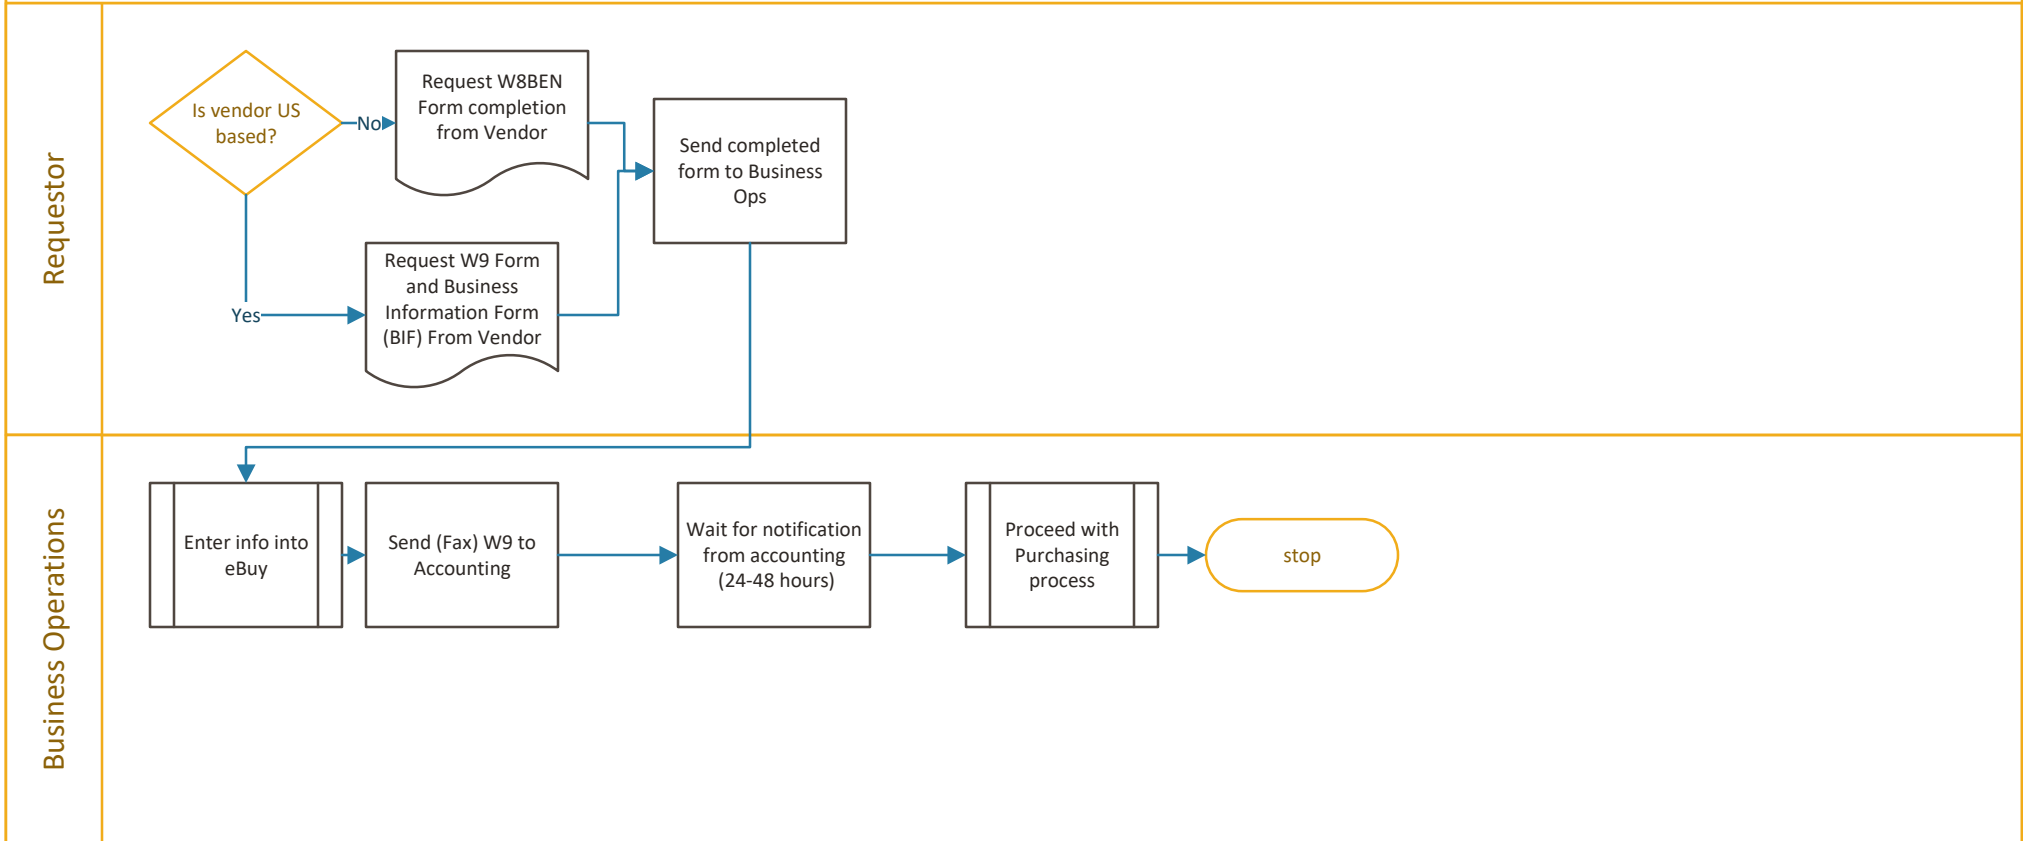 Requestor
Is vendor US
based?
No
Request W8BEN
Form completion
from Vendor
Send completed
form to Business
Ops
Yes
Request W9 Form
and Business
Information Form
(BIF) From Vendor
Business Operations
Enter info into
eBuy
Send (Fax) W9 to
Accounting
Wait for notification
from accounting
(24-48 hours)
Proceed with
Purchasing
process
stop